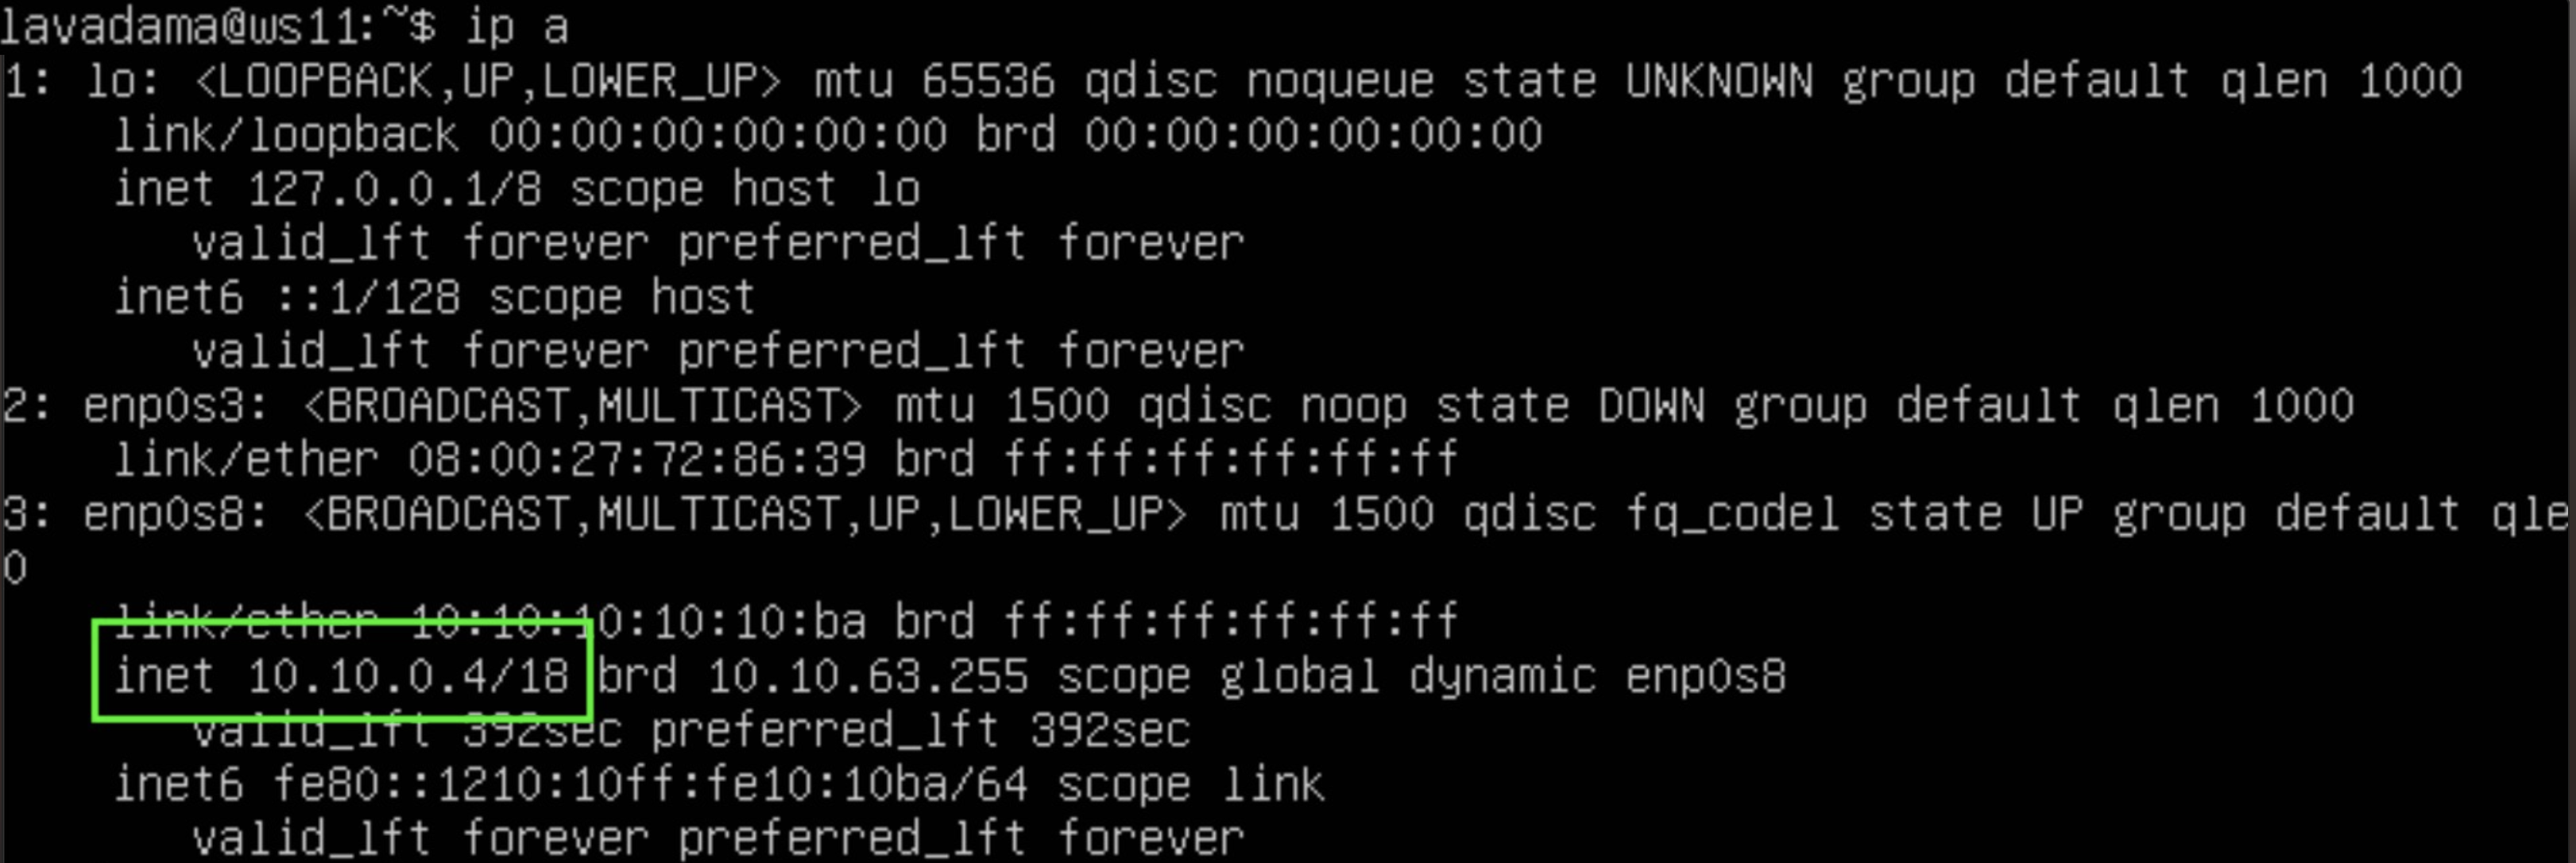 lavadama@ws11:~$ ip a
1: lo: <LOOPBACK,UP,LOWER_UP> mtu 65536 qdisc noqueue state UNKNOWN group default qlen 1000
link/loopback 00:00:00:00:00:00 brd 00:00:00:00:00:00
inet 127.0.0.1/8 scope host lo
valid_lft forever preferred_lft forever
inet6 ::1/128 scope host
valid_lft forever preferred_lft forever
2: enp0s3: <BROADCAST,MULTICAST> mtu 1500 qdisc noop state DOWN group default qlen 1000
link/ether 08:00:27:72:86:39 brd ff:ff:ff:ff:ff:ff
3: enp0s8: <BROADCAST,MULTICAST,UP,LOWER_UP> mtu 1500 qdisc fq_codel state UP group default qle
0
link/ether 10:10:10:10:10:ba brd ff:ff:ff:ff:ff:ff
inet 10.10.0.4/18 brd 10.10.63.255 scope global dynamic enp0s8
valid_lft 392sec preferred_lft 392sec
inet6 fe80::1210:10ff:fe10:10ba/64 scope link
valid_lft forever preferred_lft forever